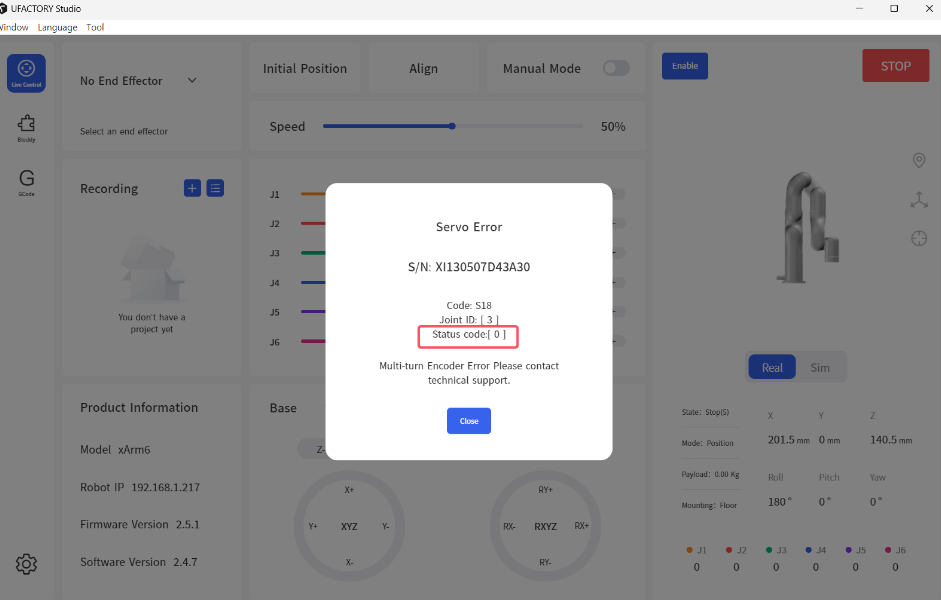 UFACTORY Studio
Window Language Tool
Live Control
Blockly
G
GCode
No End Effector
Select an end effector
Initial Position
Align
Manual Mode
Enable
STOP
Speed
50%
Recording
You don't have a
project yet
J1
J2
J3
J4
J5
J6
Servo Error
S/N: XI130507D43A30
Code: S18
Joint ID: [ 3 ]
Status code:[ 0 ]
Multi-turn Encoder Error Please contact
technical support.
Close
Product Information
Model xArm6
Robot IP 192.168.1.217
Firmware Version 2.5.1
Software Version 2.4.7
Base
Z-
X+
Y+ XYZ Y-
X-
RY+
RX- RXYZ RX+
RY-
Real Sim
State: Stop(S)
Mode: Position
Payload: 0.00 Kg
Mounting: Floor
X Y Z
201.5 mm 0 mm 140.5 mm
Roll Pitch Yaw
180 ° 0 ° 0 °
J1 J2 J3 J4 J5 J6
0 0 0 0 0 0